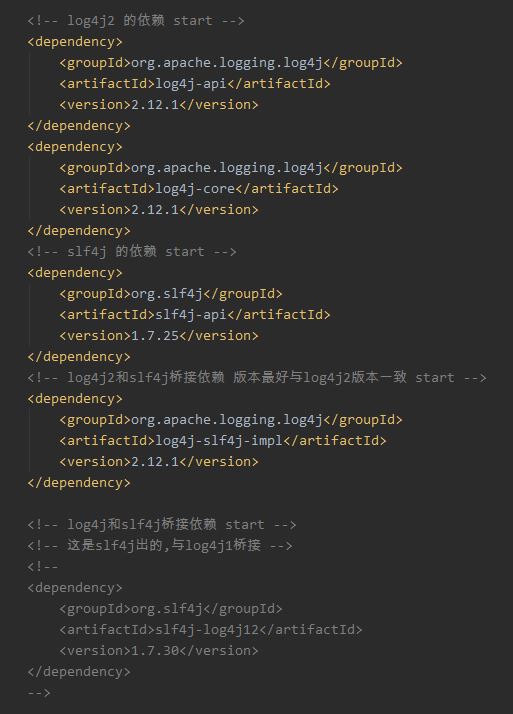 <!-- log4j2 的依赖 start -->
<dependency>
    <groupId>org.apache.logging.log4j</groupId>
    <artifactId>log4j-api</artifactId>
    <version>2.12.1</version>
</dependency>
<dependency>
    <groupId>org.apache.logging.log4j</groupId>
    <artifactId>log4j-core</artifactId>
    <version>2.12.1</version>
</dependency>
<!-- slf4j 的依赖 start -->
<dependency>
    <groupId>org.slf4j</groupId>
    <artifactId>slf4j-api</artifactId>
    <version>1.7.25</version>
</dependency>
<!-- log4j2和slf4j桥接依赖 版本最好与log4j2版本一致 start -->
<dependency>
    <groupId>org.apache.logging.log4j</groupId>
    <artifactId>log4j-slf4j-impl</artifactId>
    <version>2.12.1</version>
</dependency>

<!-- log4j和slf4j桥接依赖 start -->
<!-- 这是slf4j出的,与log4j1桥接 -->
<!--
<dependency>
    <groupId>org.slf4j</groupId>
    <artifactId>slf4j-log4j12</artifactId>
    <version>1.7.30</version>
</dependency>
-->